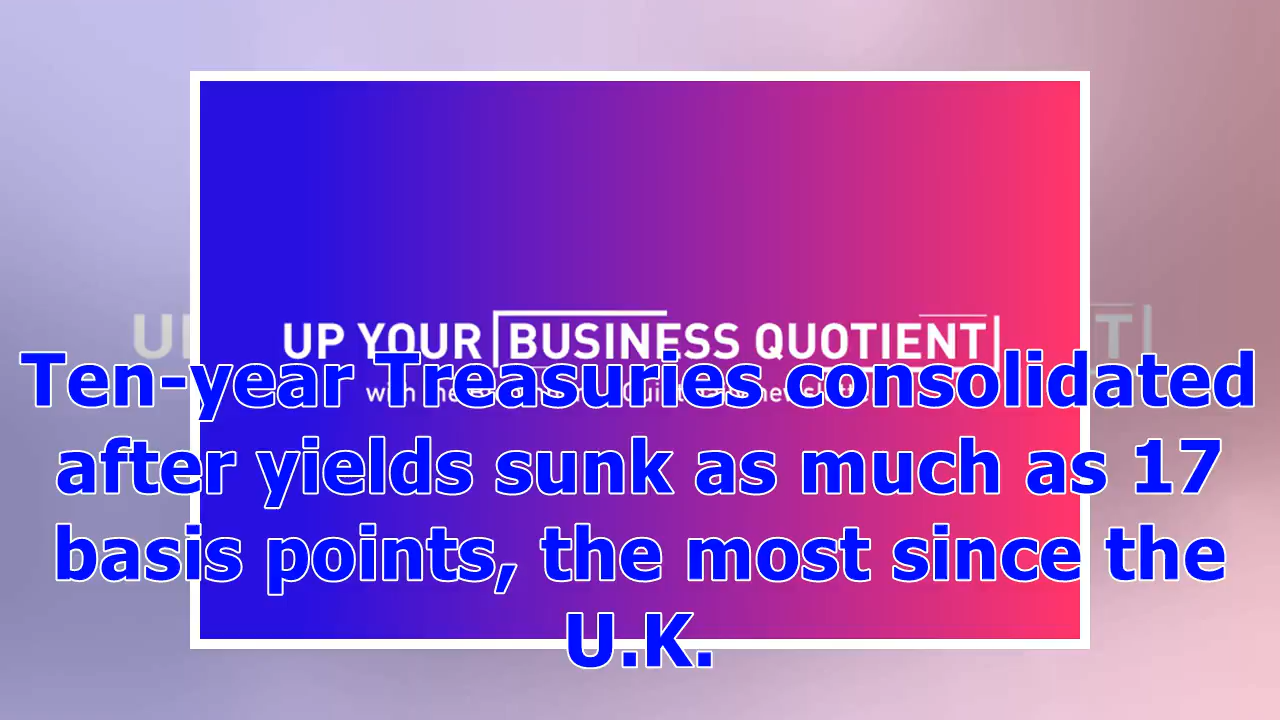 UP YOUR BUSINESS QUOTIENT
with
Ten-year Treasuries consolidated
after yields sunk as much as 17
basis points, the most since the
U.K.